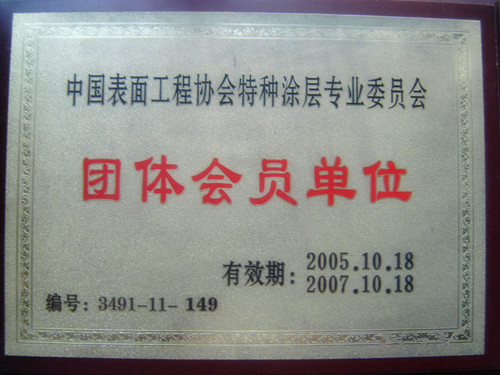 中国表面工程协会特种涂层专业委员会
团体会员单位
有效期：2005.10.18
2007.10.18
编号：3491-11-149